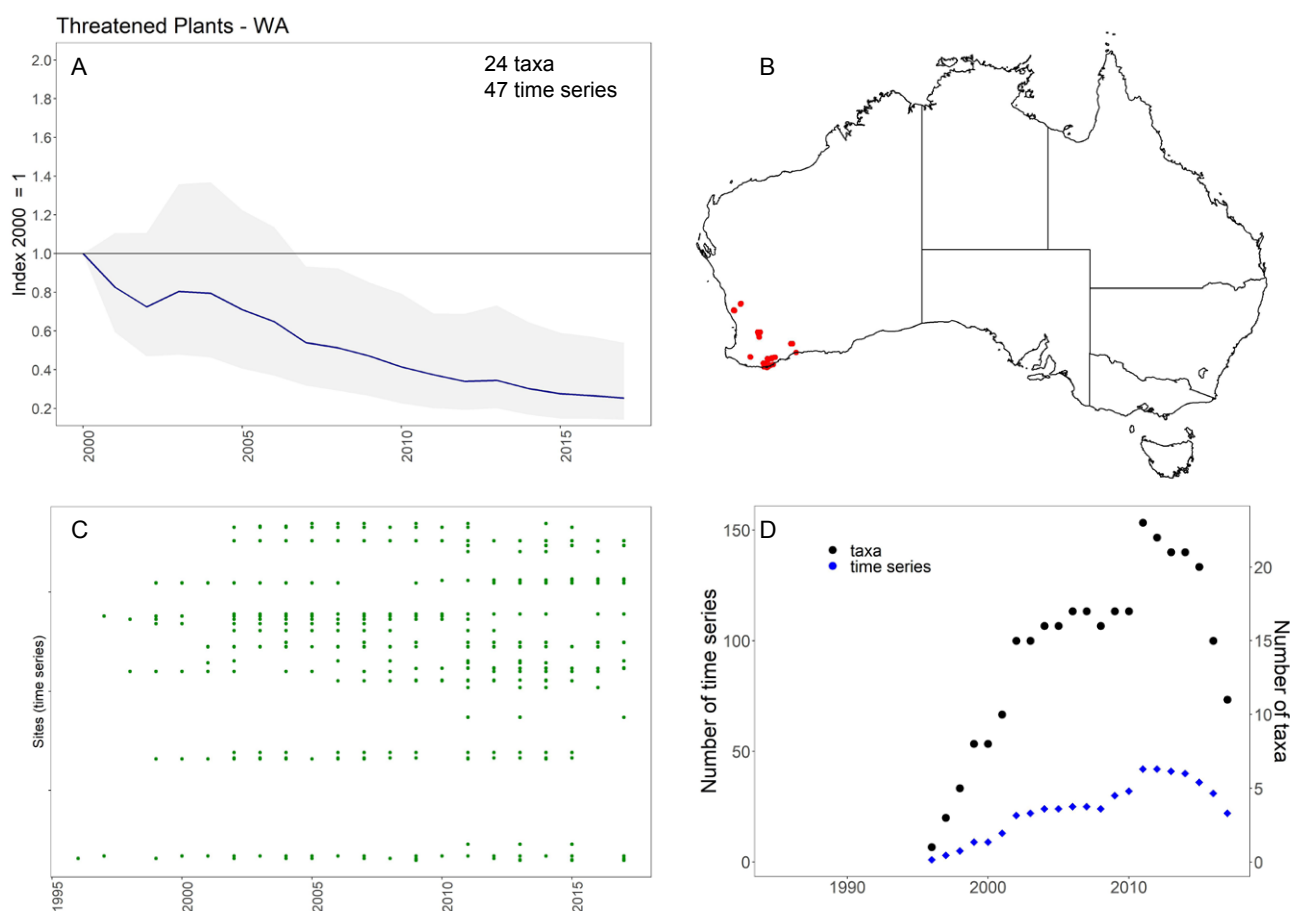 Threatened Plants - WA
A
24 taxa
47 time series
2.0
1.8
1.6
1.4
1.2
1.0
0.8
0.6
0.4
0.2
Index 2000 = 1
2000
2005
2010
2015
B
C
Sites (time series)
1995
2000
2005
2010
2015
D
taxa
time series
150
100
50
0
Number of time series
20
15
10
5
0
Number of taxa
1990
2000
2010